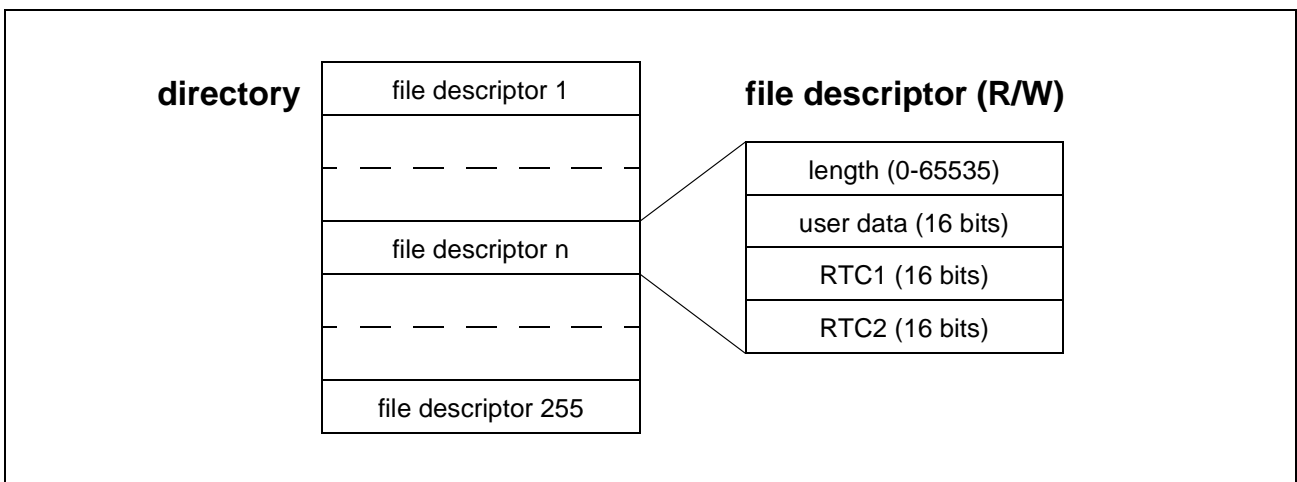 directory
file descriptor 1
file descriptor n
file descriptor 255
file descriptor (R/W)
length (0-65535)
user data (16 bits)
RTC1 (16 bits)
RTC2 (16 bits)